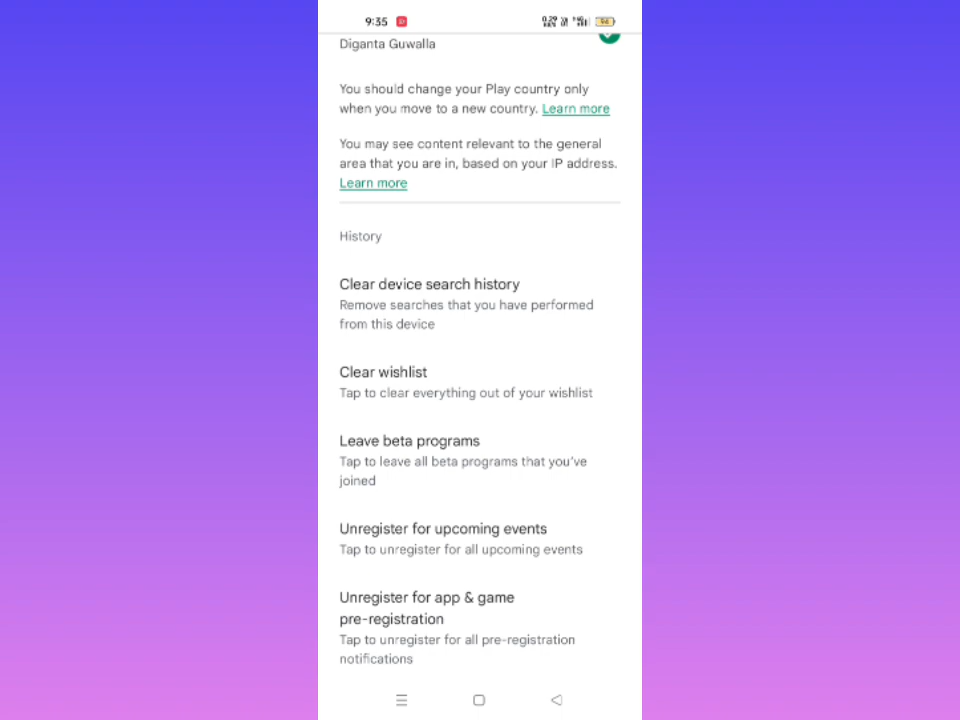 9:35
Diganta Guwalla
You should change your Play country only
when you move to a new country. Learn more
You may see content relevant to the general
area that you are in, based on your IP address.
Learn more
History
Clear device search history
Remove searches that you have performed
from this device
Clear wishlist
Tap to clear everything out of your wishlist
Leave beta programs
Tap to leave all beta programs that you've
joined
Unregister for upcoming events
Tap to unregister for all upcoming events
Unregister for app & game
pre-registration
Tap to unregister for all pre-registration
notifications